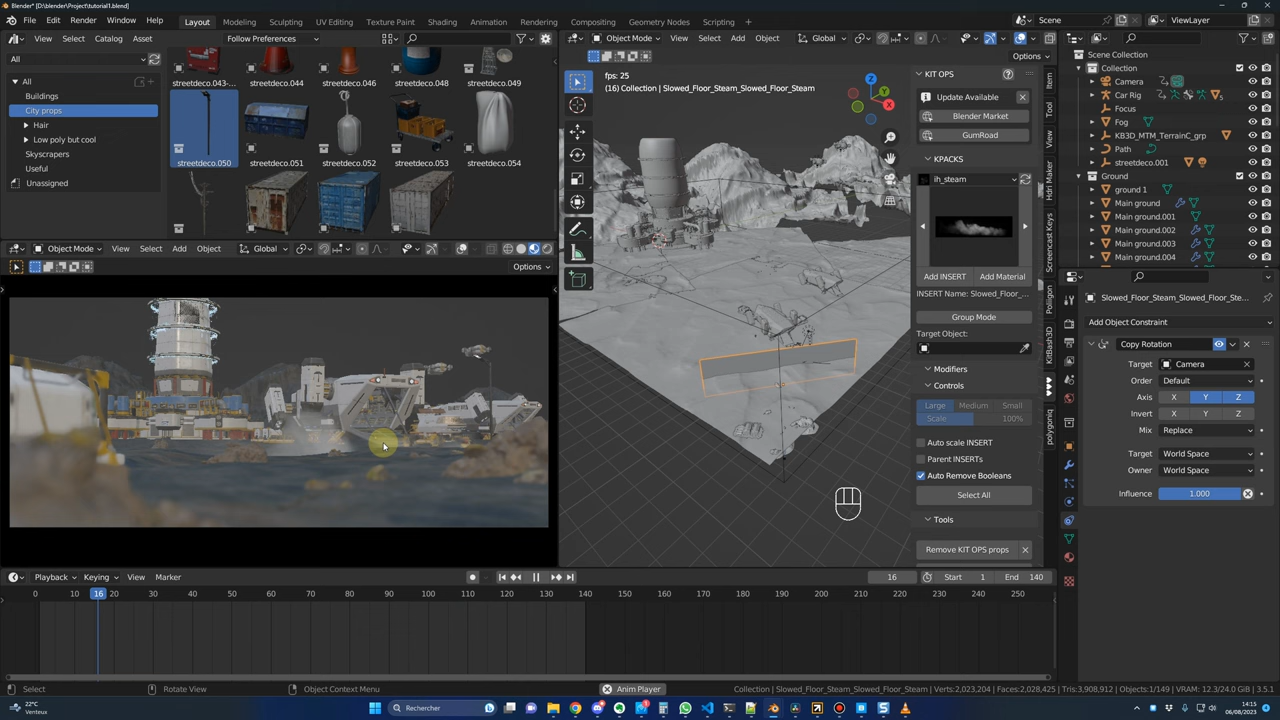 Blender* [D:\blender\Project\tutorial1.blend]
File Edit Render Window Help Layout Modeling Sculpting UV Editing Texture Paint Shading Animation Rendering Compositing Geometry Nodes Scripting + Scene ViewLayer
View Select Catalog Asset Follow Preferences
All
All
Buildings
City props
Hair
Low poly but cool
Skyscrapers
Useful
Unassigned
streetdeco.043-... streetdeco.044 streetdeco.046 streetdeco.048 streetdeco.049
streetdeco.050 streetdeco.051 streetdeco.052 streetdeco.053 streetdeco.054
Object Mode View Select Add Object Global
Options
Object Mode View Select Add Object Global
Options
fps: 25
(16) Collection | Slowed_Floor_Steam_Slowed_Floor_Steam
Z
Y
X
KIT OPS
Update Available
Blender Market
GumRoad
KPACKS
ih_steam
Add INSERT Add Material
INSERT Name: Slowed_Floor_...
Group Mode
Target Object:
Modifiers
Controls
Large Medium Small
Scale 100%
Auto scale INSERT
Parent INSERTs
Auto Remove Booleans
Select All
Tools
Remove KIT OPS props
Item
Tool
View
Hdri Maker
Screencast Keys
Poliigon
KitBash3D
polygoniq
Scene Collection
Collection
Camera
Car Rig 5
Focus
Fog
KB3D_MTM_TerrainC_grp
Path
streetdeco.001
Ground
ground 1
Main ground
Main ground.001
Main ground.002
Main ground.003
Main ground.004
Slowed_Floor_Steam_Slowed_Floor_Ste...
Add Object Constraint
Copy Rotation
Target Camera
Order Default
Axis X Y Z
Invert X Y Z
Mix Replace
Target World Space
Owner World Space
Influence 1.000
Playback Keying View Marker 16 Start 1 End 140
0 10 16 20 30 40 50 60 70 80 90 100 110 120 130 140 150 160 170 180 190 200 210 220 230 240 250
Select Rotate View Object Context Menu Anim Player Collection | Slowed_Floor_Steam_Slowed_Floor_Steam | Verts:2,023,204 | Faces:2,028,425 | Tris:3,908,912 | Objects:1/149 | VRAM: 12.3/24.0 GiB | 3.5.1
22°C
Venteux
Rechercher
14:15
06/08/2023